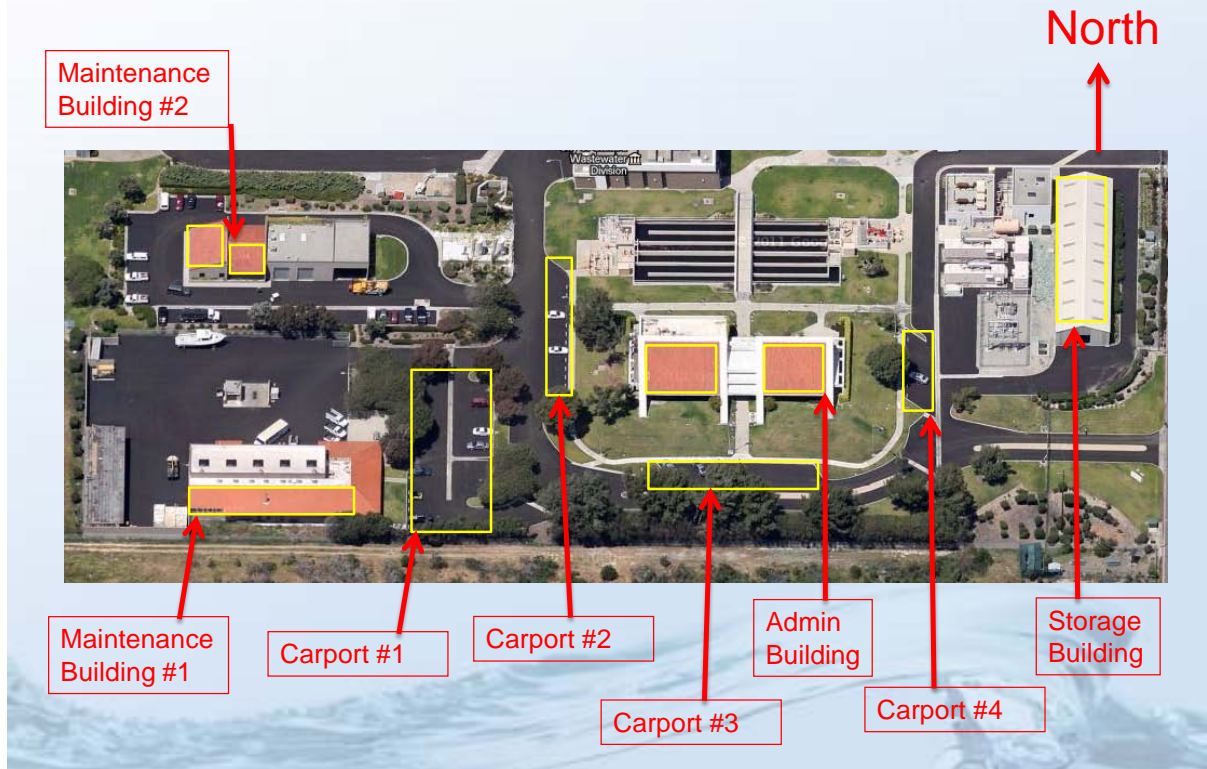 North
Maintenance
Building #2
Wastewater
Division
Maintenance
Building #1
Carport #1
Carport #2
Carport #3
Admin
Building
Carport #4
Storage
Building